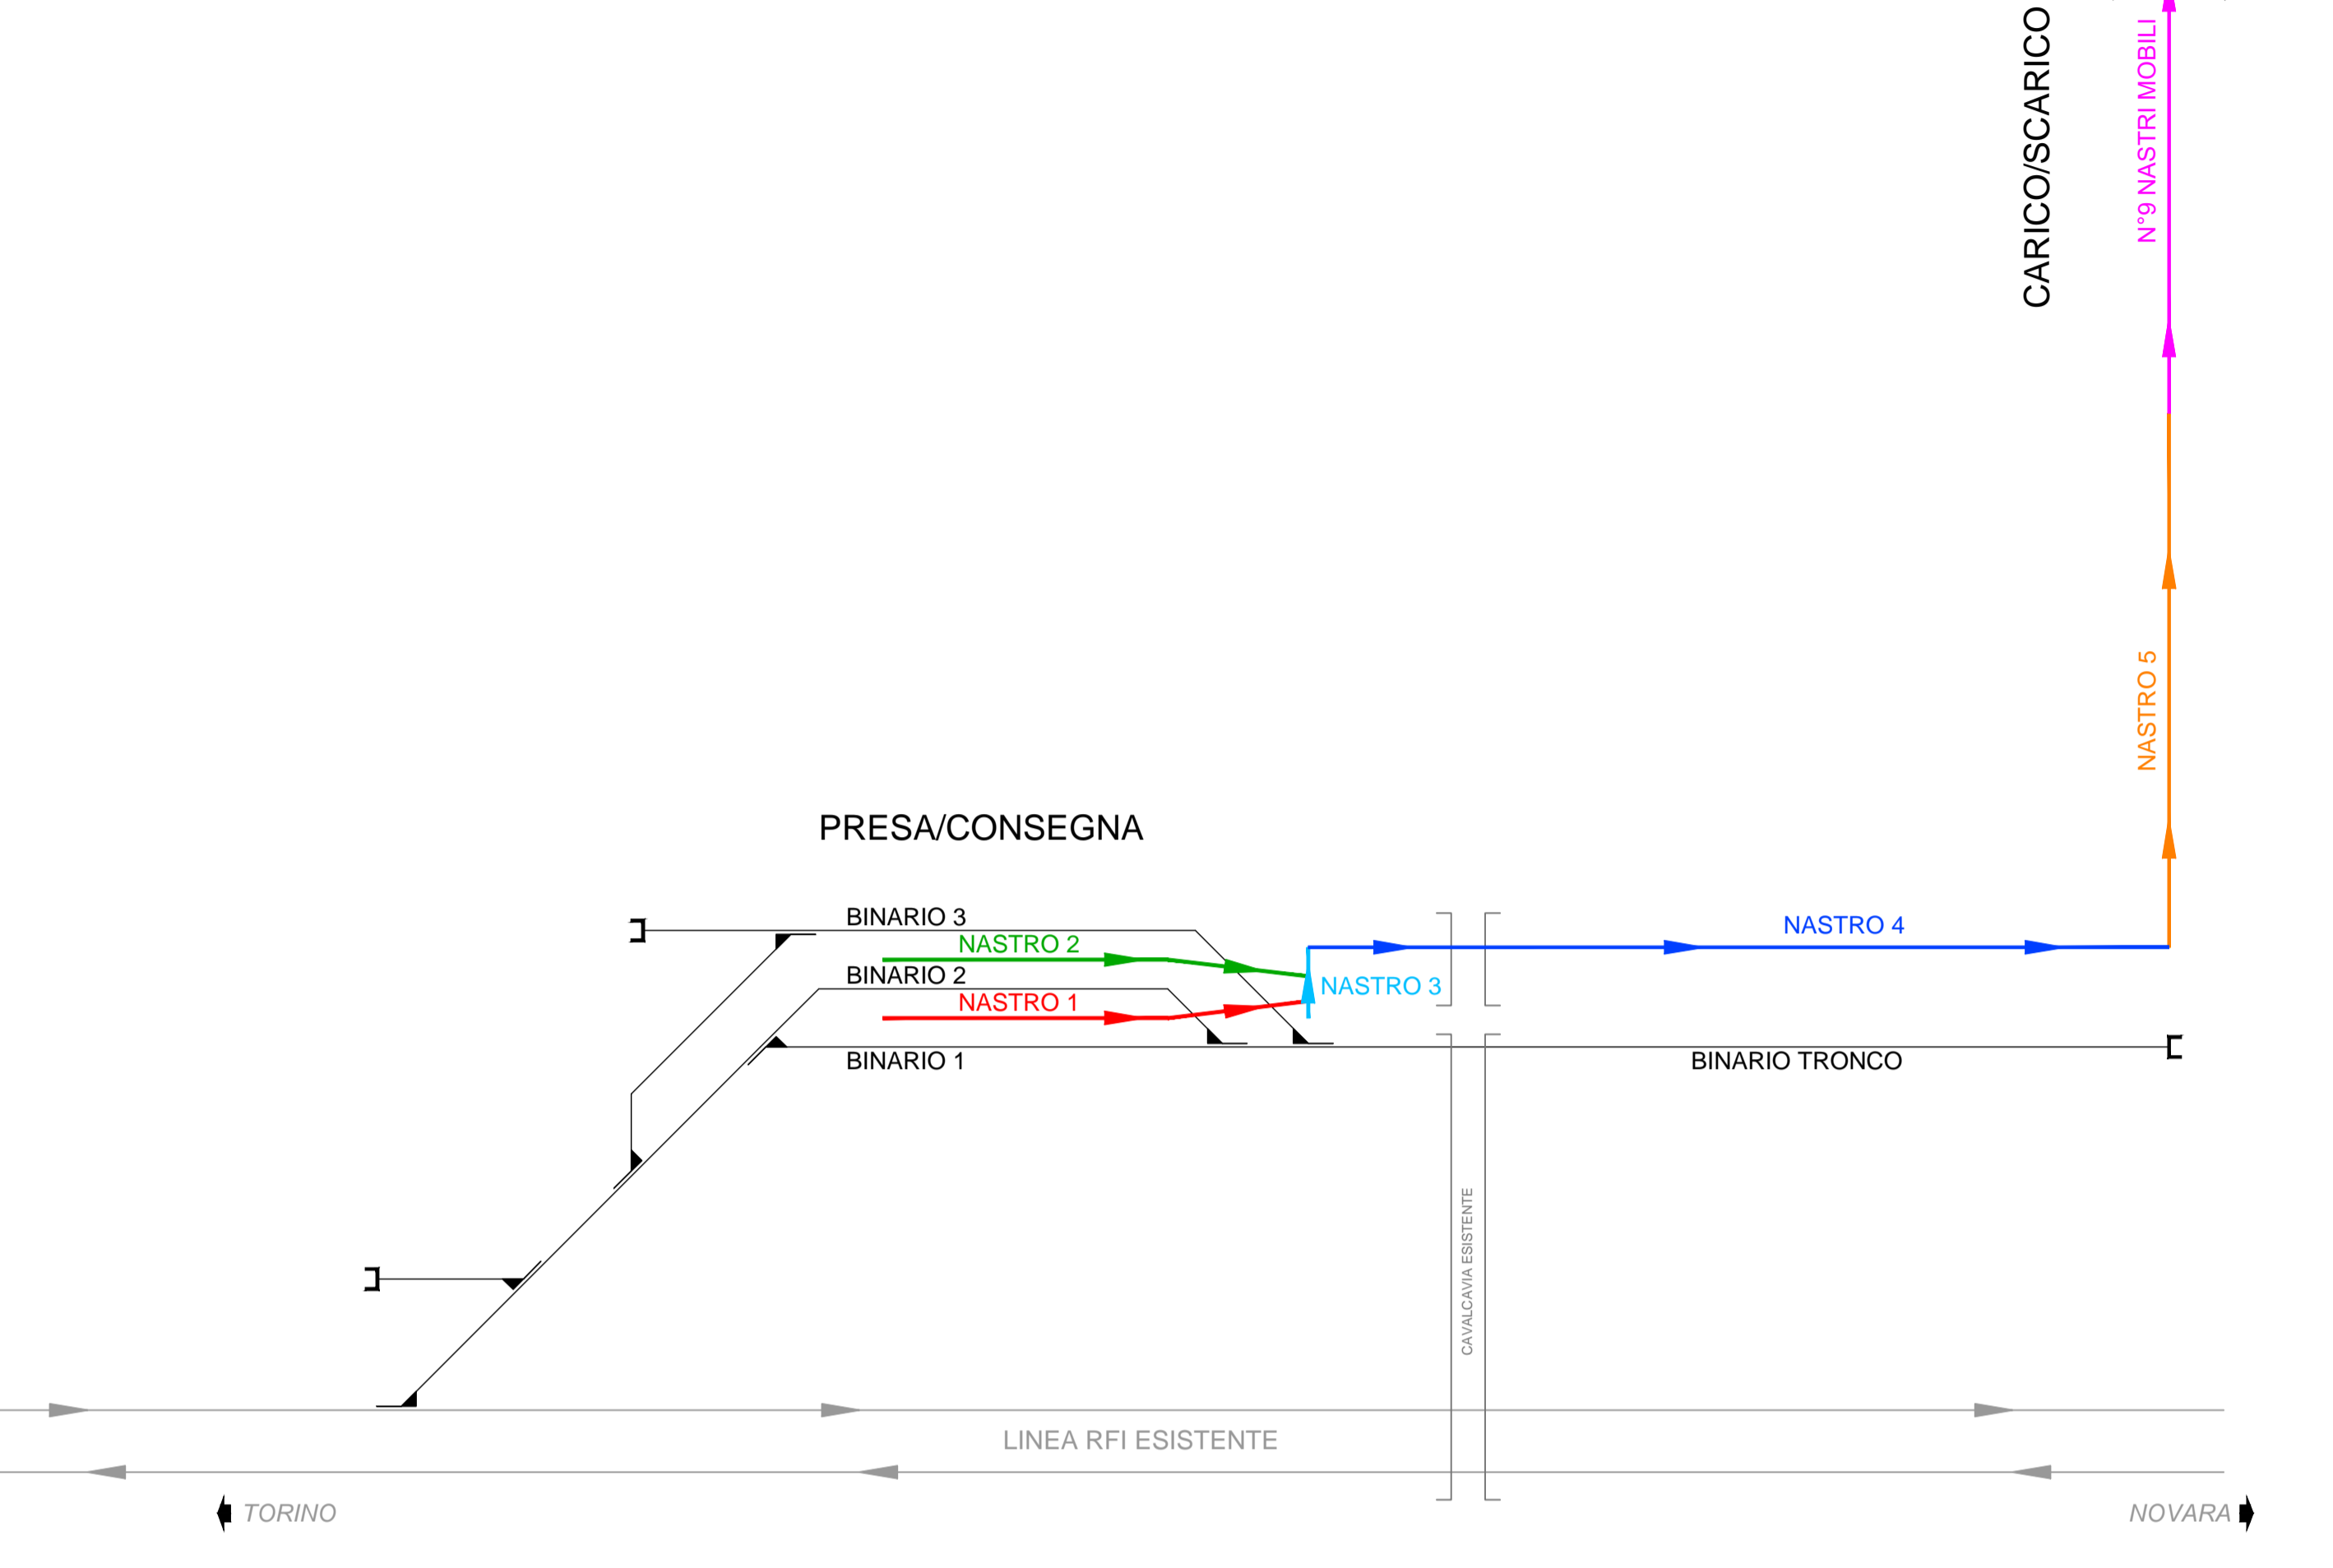 CARICO/SCARICO
N°9 NASTRI MOBILI
NASTRO 5
PRESA/CONSEGNA
BINARIO 3
NASTRO 2
NASTRO 4
BINARIO 2
NASTRO 3
NASTRO 1
BINARIO 1
BINARIO TRONCO
CAVALCAVIA ESISTENTE
LINEA RFI ESISTENTE
TORINO
NOVARA